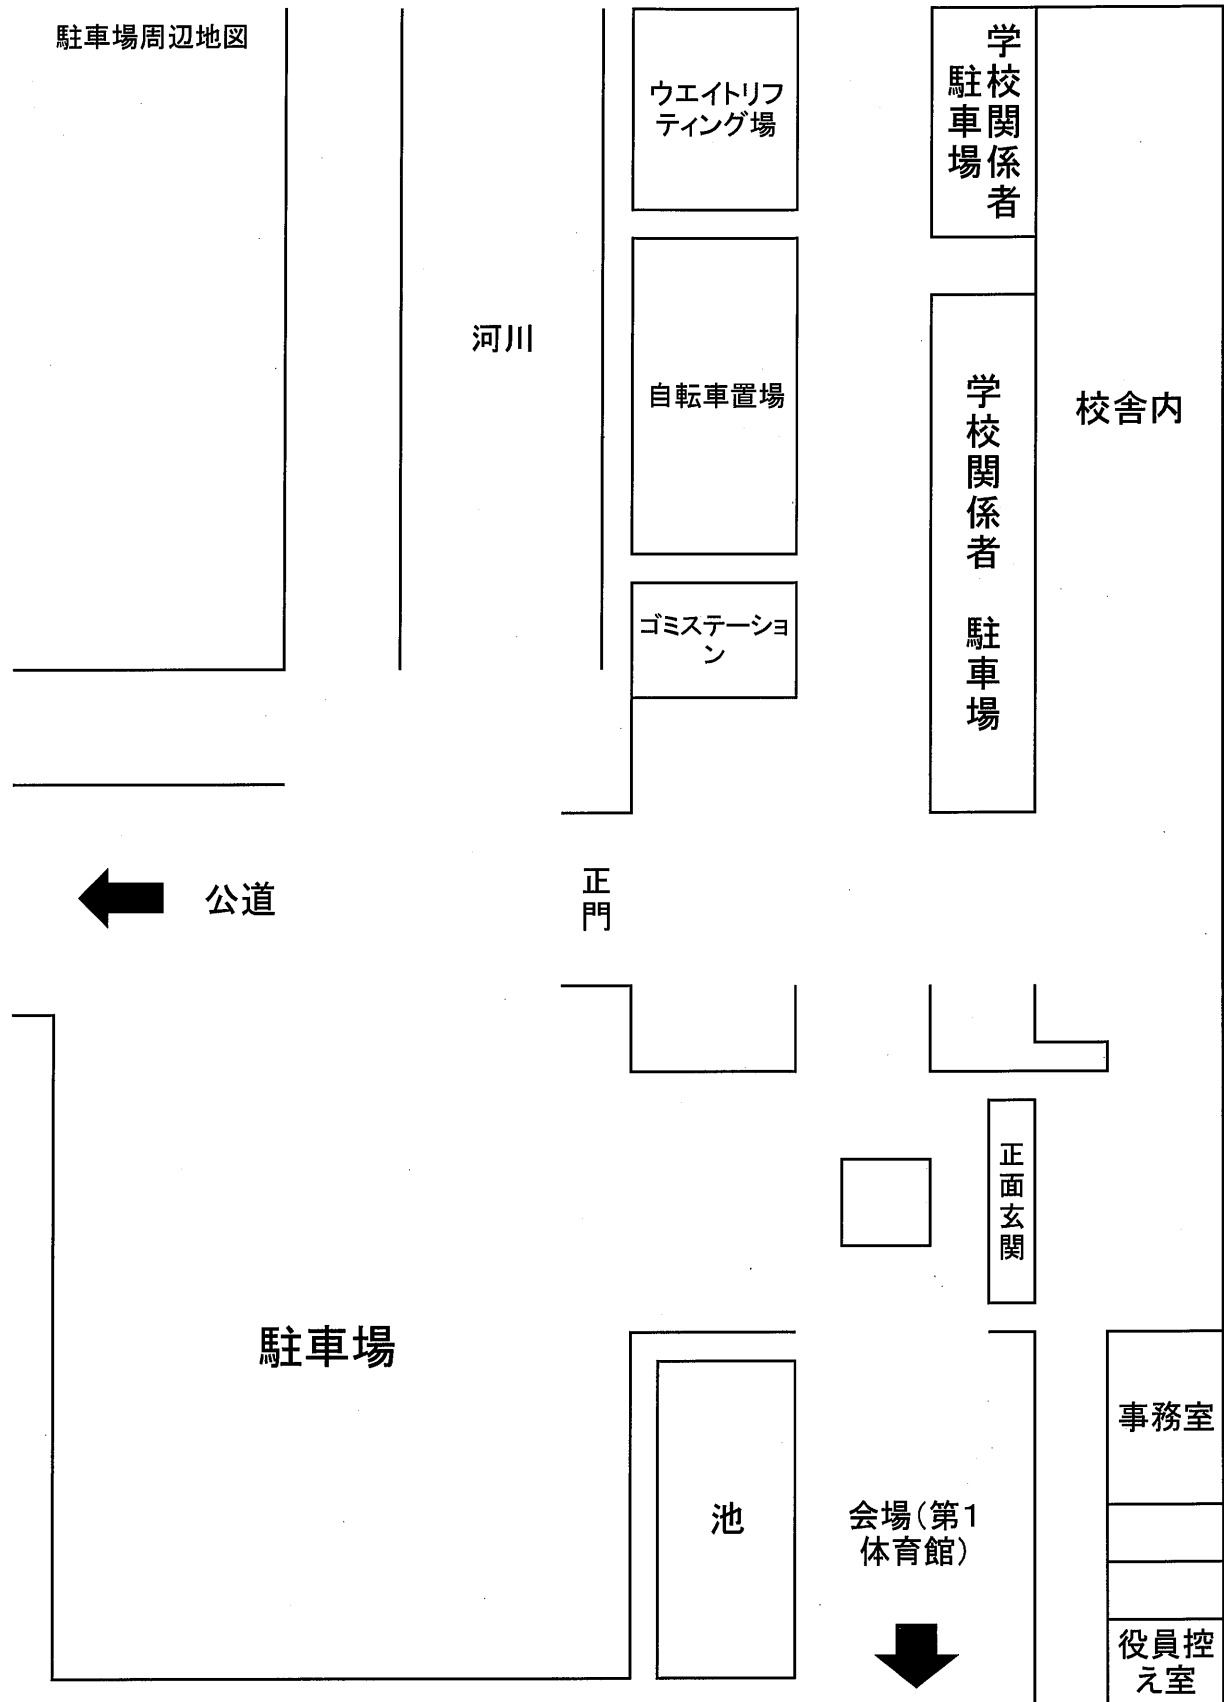 駐車場周辺地図
ウエイトリフ
ティング場
学校関係者
駐車場
河川
自転車置場
学校関係者　駐車場
校舎内
ゴミステーショ
ン
公道
正門
正面玄関
駐車場
事務室
池
会場(第1
体育館)
役員控
え室